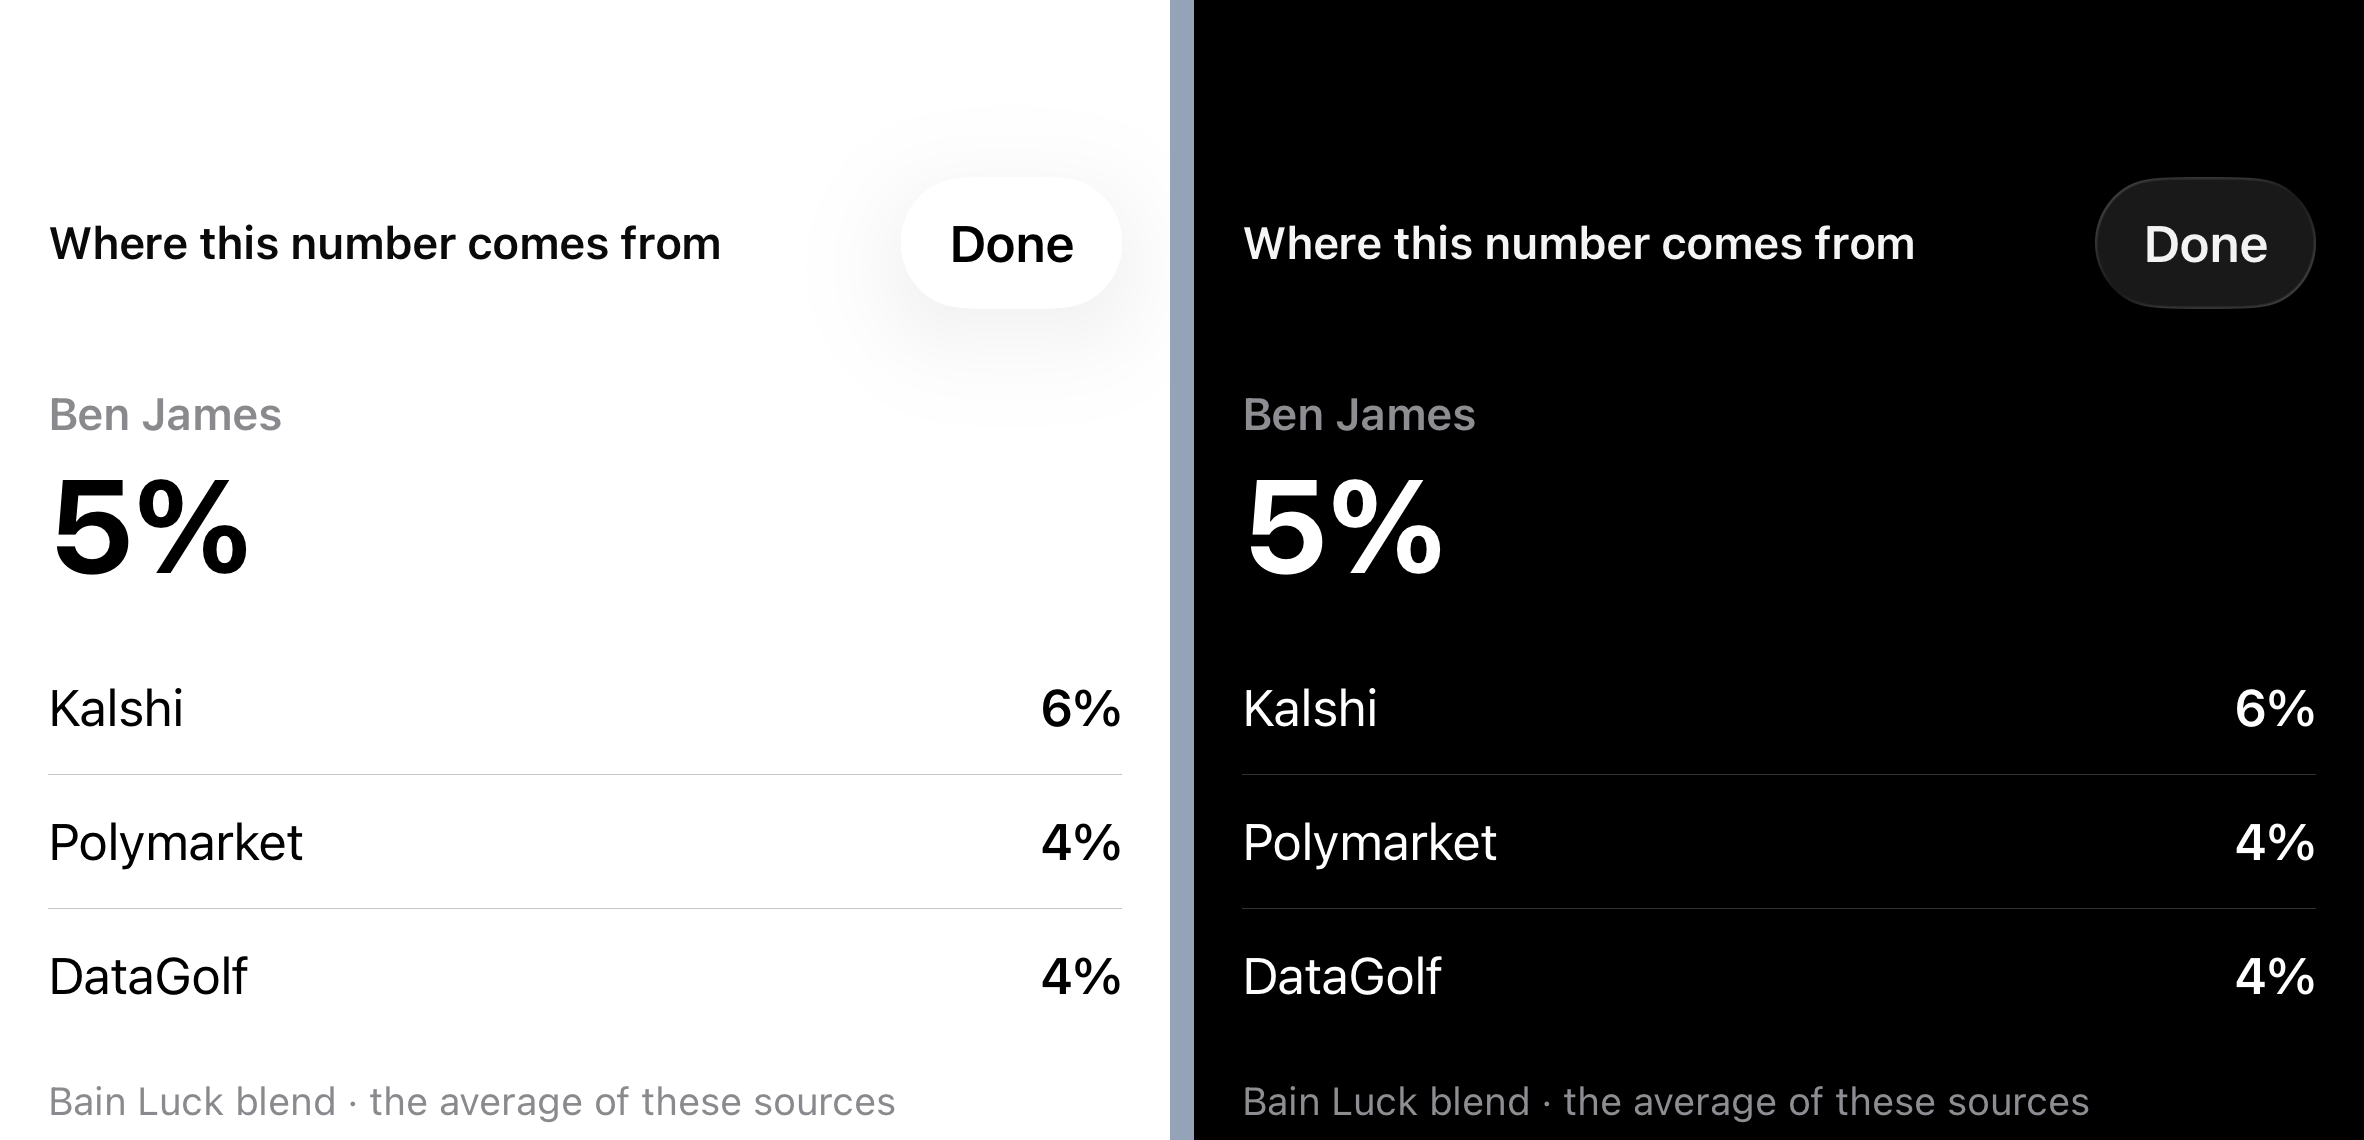 Where this number comes from
Done
Ben James
5%
Kalshi 6%
Polymarket 4%
DataGolf 4%
Bain Luck blend · the average of these sources
Where this number comes from
Done
Ben James
5%
Kalshi 6%
Polymarket 4%
DataGolf 4%
Bain Luck blend · the average of these sources